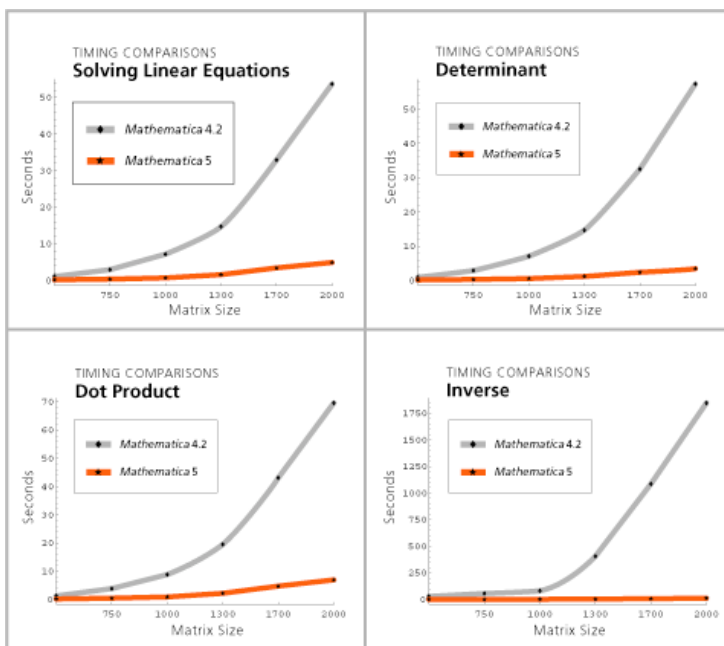 TIMING COMPARISONS
Solving Linear Equations
50
40
30
20
10
0
Seconds
Mathematica 4.2
Mathematica 5
750 1000 1300 1700 2000
Matrix Size
TIMING COMPARISONS
Determinant
50
40
30
20
10
0
Seconds
Mathematica 4.2
Mathematica 5
750 1000 1300 1700 2000
Matrix Size
TIMING COMPARISONS
Dot Product
70
60
50
40
30
20
10
0
Seconds
Mathematica 4.2
Mathematica 5
750 1000 1300 1700 2000
Matrix Size
TIMING COMPARISONS
Inverse
1750
1500
1250
1000
750
500
250
0
Seconds
Mathematica 4.2
Mathematica 5
750 1000 1300 1700 2000
Matrix Size